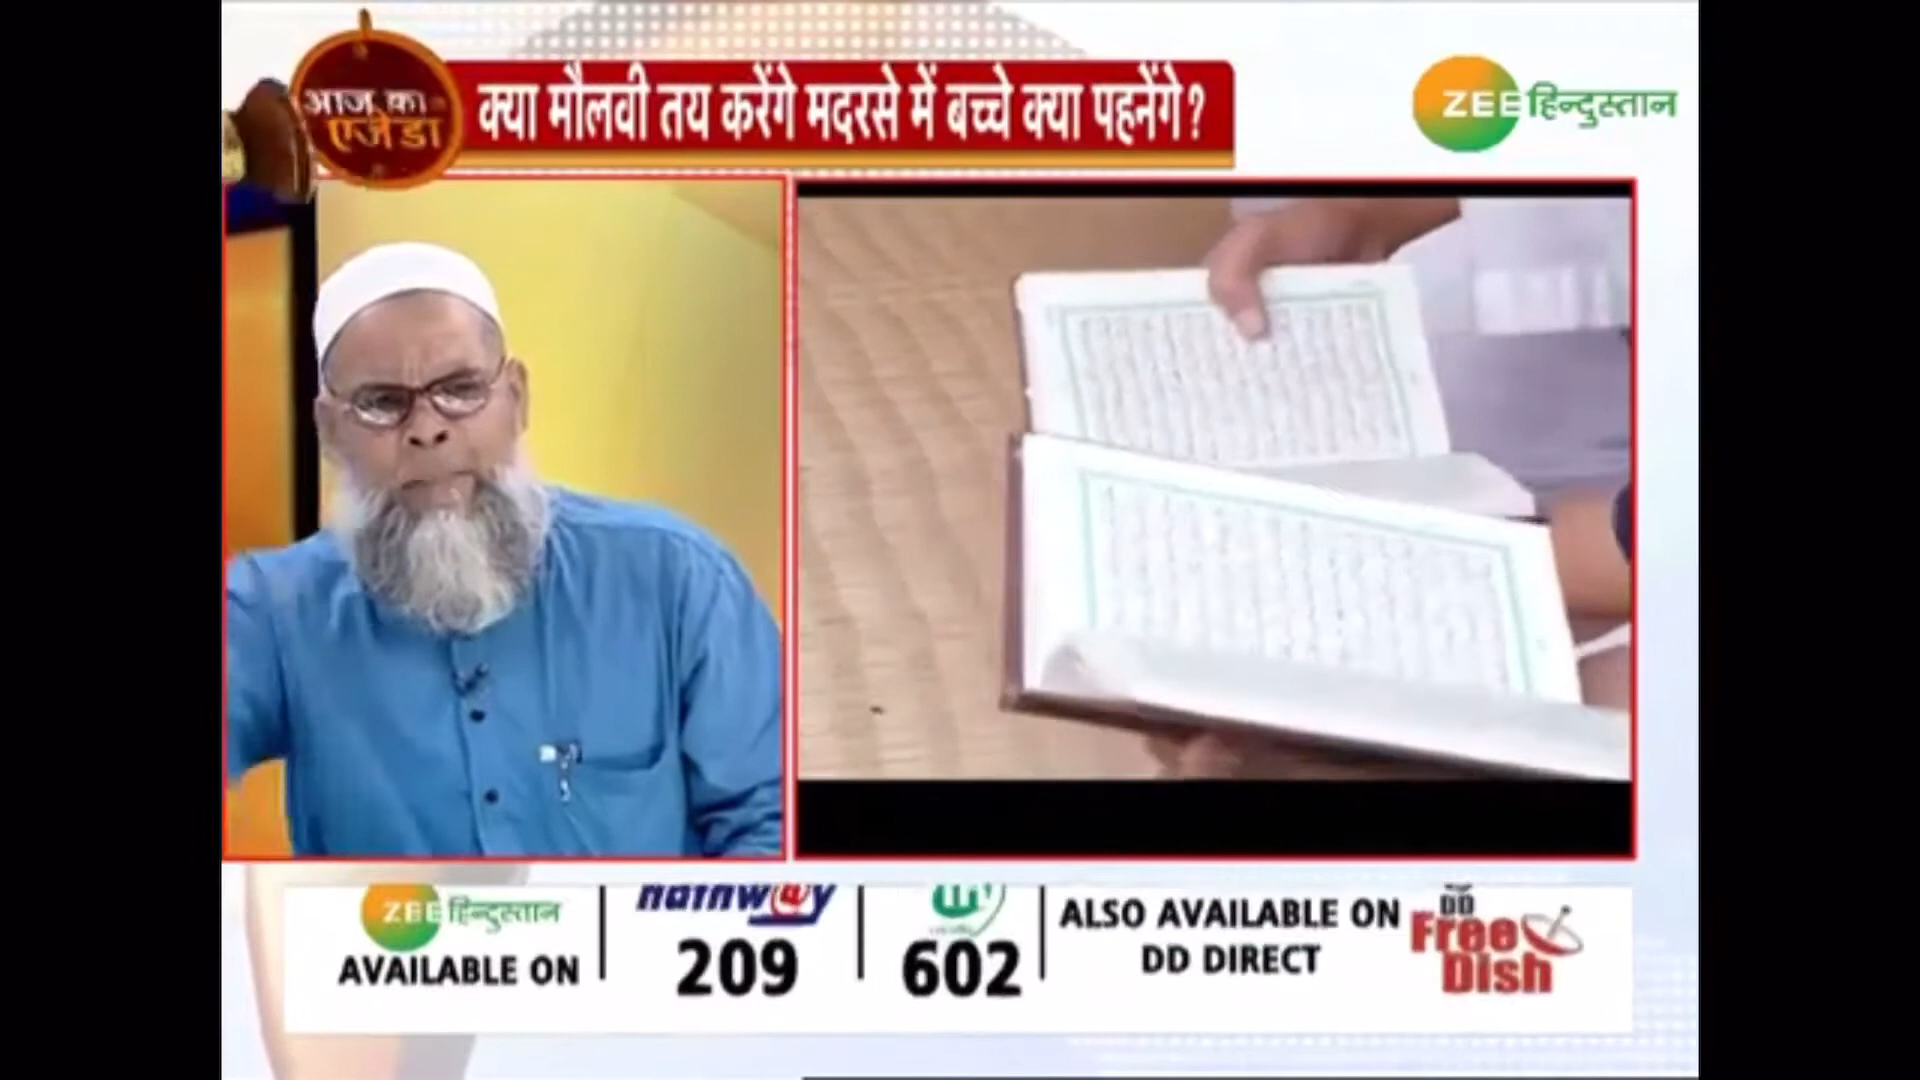 आज का
एजेंडा
क्या मौलवी तय करेंगे मदरसे में बच्चे क्या पहनेंगे?
ZEE हिन्दुस्तान
ZEE हिन्दुस्तान
AVAILABLE ON
hathw@y
209
602
ALSO AVAILABLE ON
DD DIRECT
DD
Free
Dish